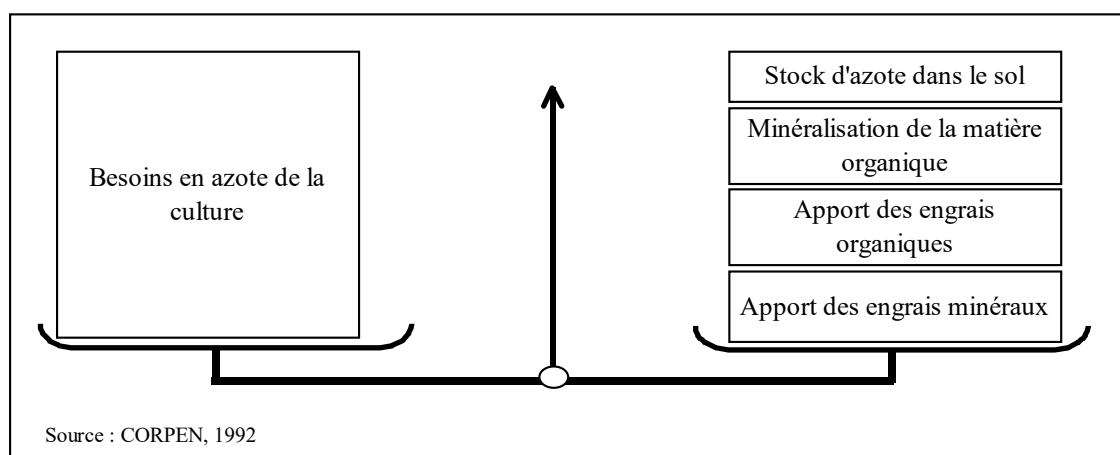 Besoins en azote de la
culture
Stock d'azote dans le sol
Minéralisation de la matière
organique
Apport des engrais
organiques
Apport des engrais minéraux
Source : CORPEN, 1992